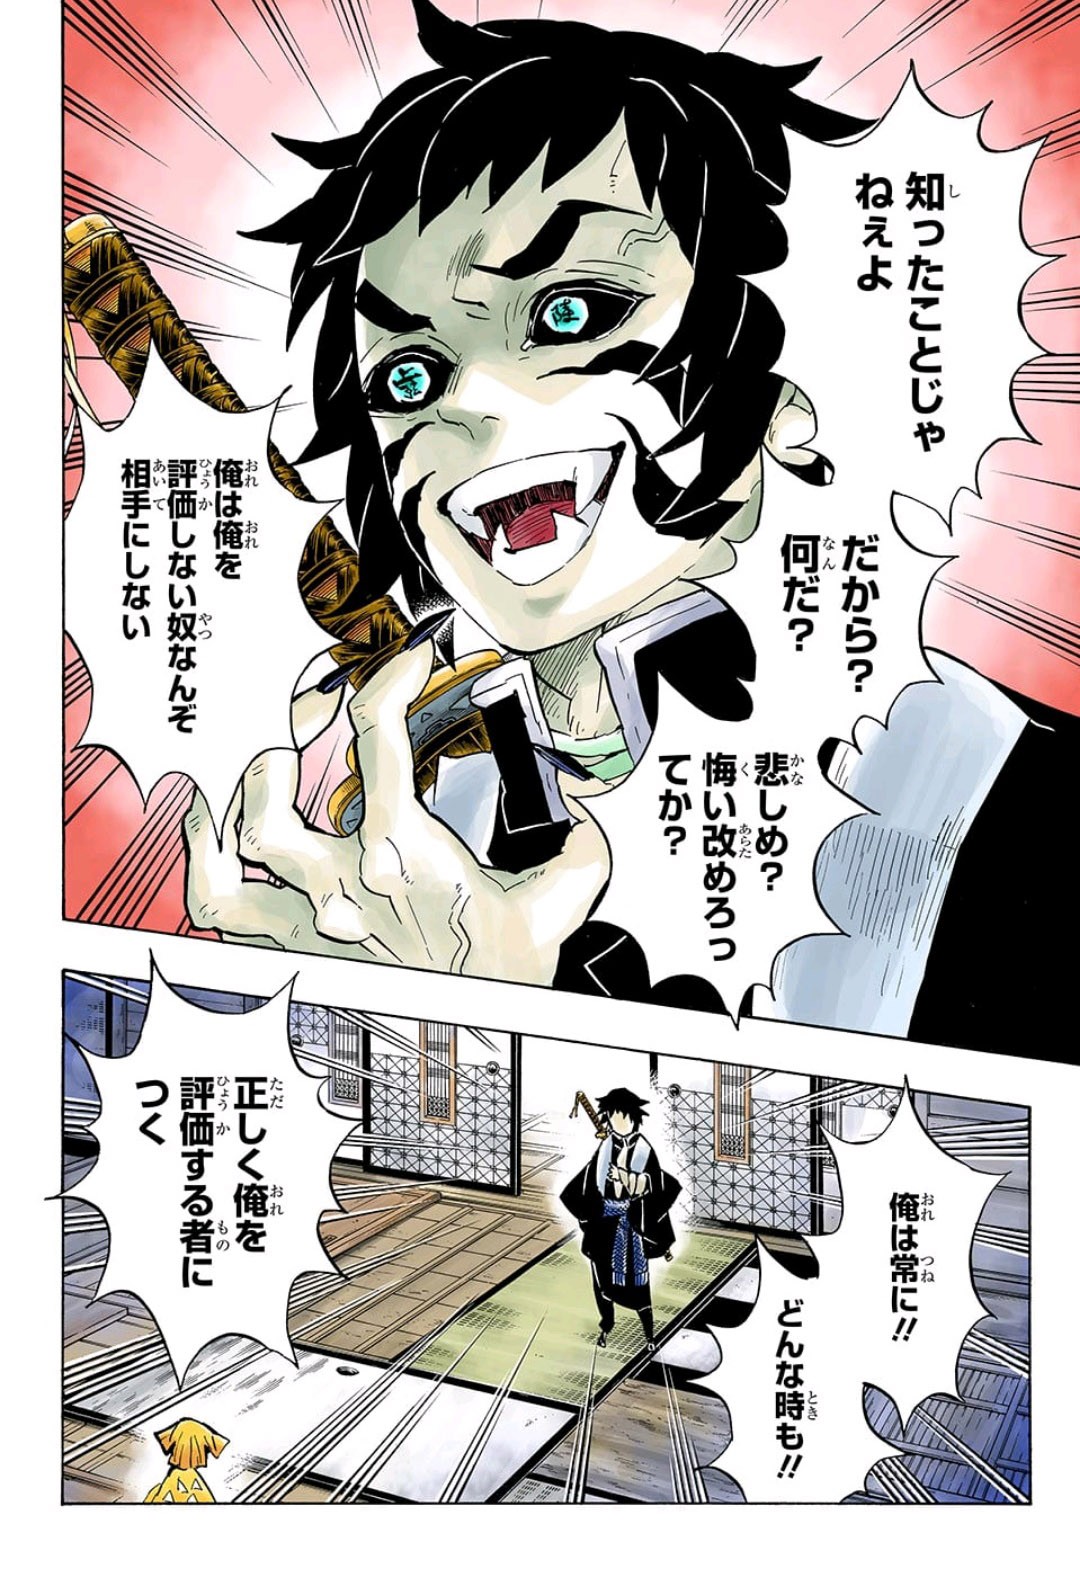 知ったことじゃ
ねぇよ
だから?
何だ?
悲しめ?
悔い改めろっ
てか?
俺は俺を
評価しない奴なんぞ
相手にしない
俺は常に!!
どんな時も!!
正しく俺を
評価する者に
つく
上弦
陸